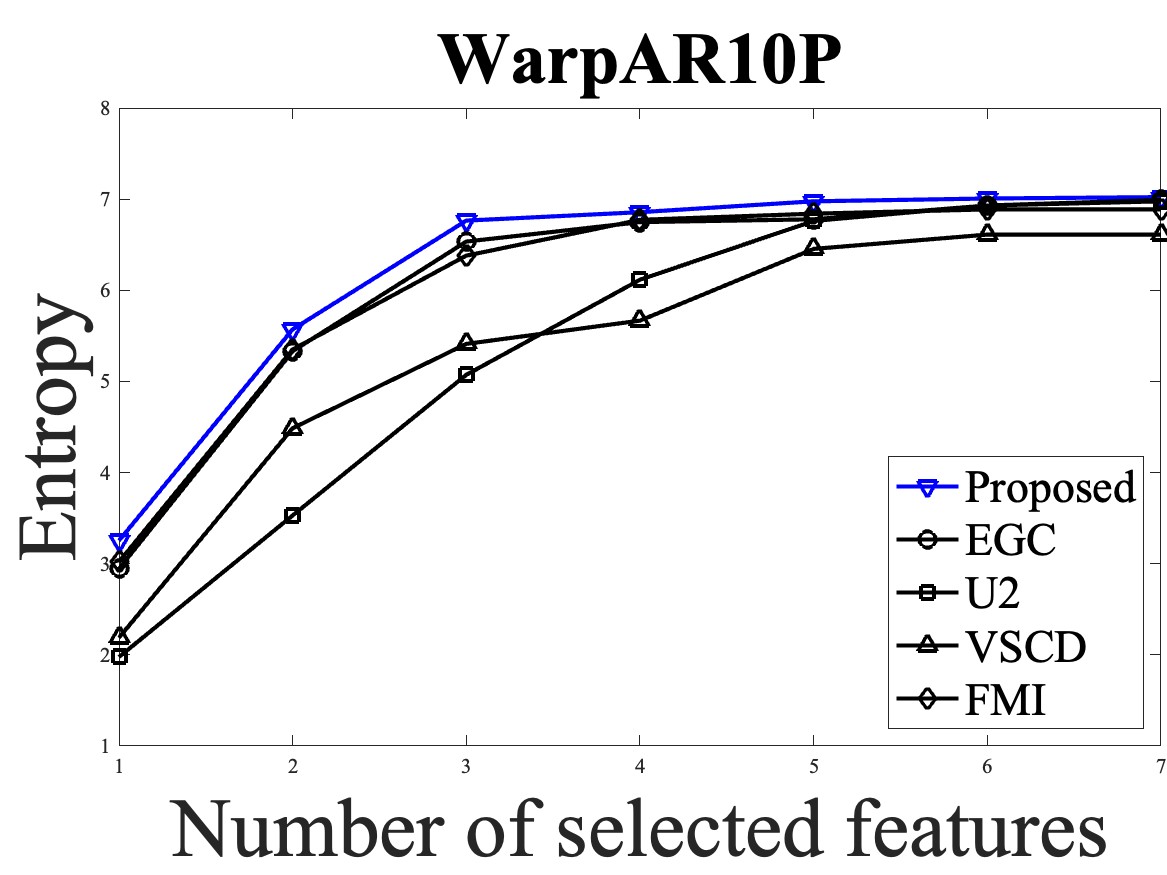 WarpAR10P
8
7
6
5
4
3
2
1
Entropy
1 2 3 4 5 6 7
Number of selected features
Proposed
EGC
U2
VSCD
FMI